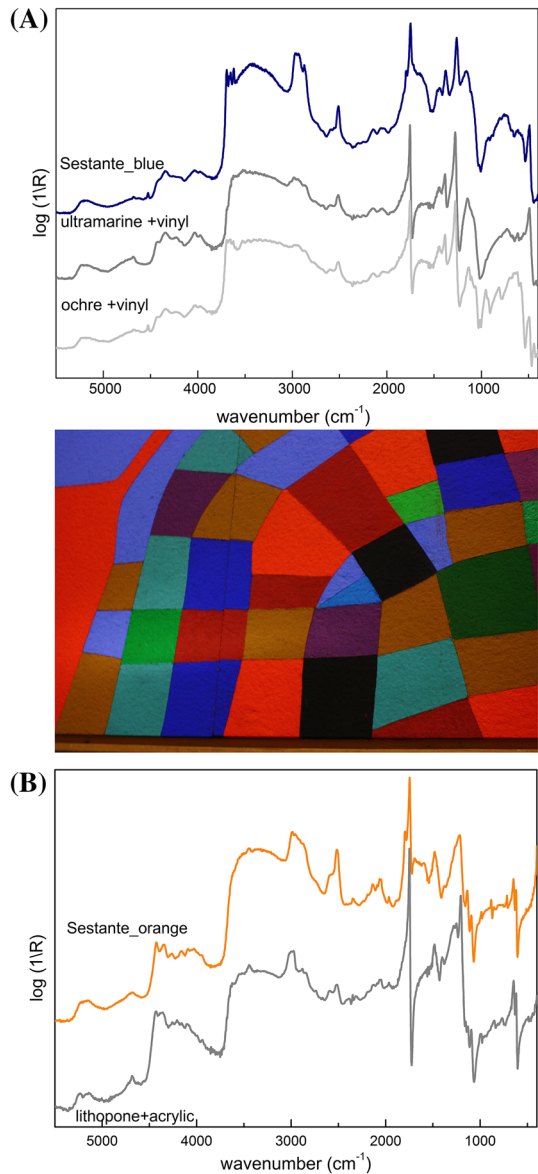 (A)
log (1\R)
Sestante_blue
ultramarine +vinyl
ochre +vinyl
5000 4000 3000 2000 1000
wavenumber (cm⁻¹)
(B)
log (1\R)
Sestante_orange
lithopone+acrylic
5000 4000 3000 2000 1000
wavenumber (cm⁻¹)